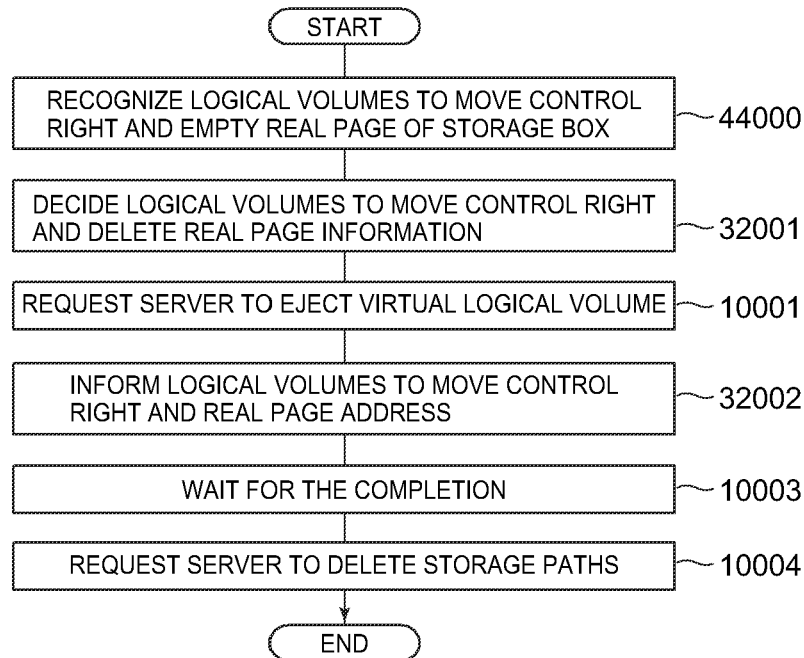 START
RECOGNIZE LOGICAL VOLUMES TO MOVE CONTROL
RIGHT AND EMPTY REAL PAGE OF STORAGE BOX
44000
DECIDE LOGICAL VOLUMES TO MOVE CONTROL RIGHT
AND DELETE REAL PAGE INFORMATION
32001
REQUEST SERVER TO EJECT VIRTUAL LOGICAL VOLUME
10001
INFORM LOGICAL VOLUMES TO MOVE CONTROL
RIGHT AND REAL PAGE ADDRESS
32002
WAIT FOR THE COMPLETION
10003
REQUEST SERVER TO DELETE STORAGE PATHS
10004
END